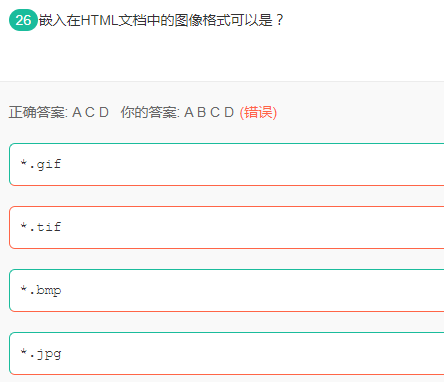 26 嵌入在HTML文档中的图像格式可以是？
正确答案: A C D 你的答案: A B C D (错误)
*.gif
*.tif
*.bmp
*.jpg